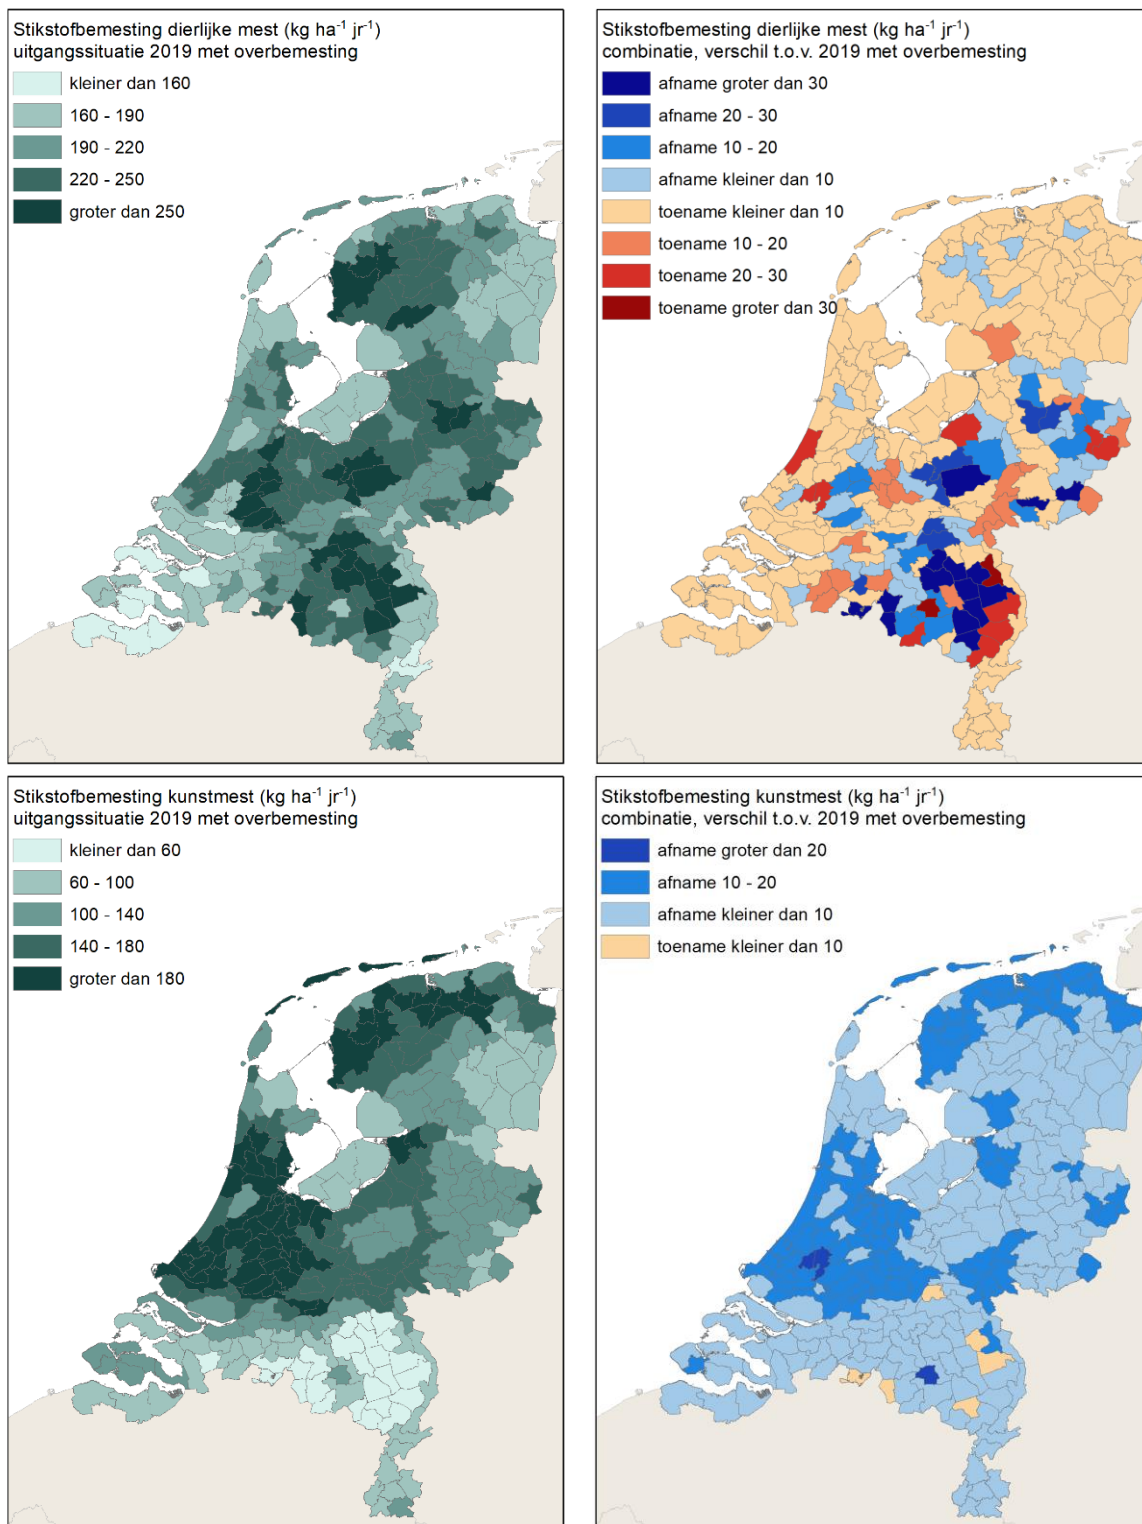 Stikstofbemesting dierlijke mest (kg ha⁻¹ jr⁻¹)
uitgangssituatie 2019 met overbemesting
kleiner dan 160
160 - 190
190 - 220
220 - 250
groter dan 250
Stikstofbemesting dierlijke mest (kg ha⁻¹ jr⁻¹)
combinatie, verschil t.o.v. 2019 met overbemesting
afname groter dan 30
afname 20 - 30
afname 10 - 20
afname kleiner dan 10
toename kleiner dan 10
toename 10 - 20
toename 20 - 30
toename groter dan 30
Stikstofbemesting kunstmest (kg ha⁻¹ jr⁻¹)
uitgangssituatie 2019 met overbemesting
kleiner dan 60
60 - 100
100 - 140
140 - 180
groter dan 180
Stikstofbemesting kunstmest (kg ha⁻¹ jr⁻¹)
combinatie, verschil t.o.v. 2019 met overbemesting
afname groter dan 20
afname 10 - 20
afname kleiner dan 10
toename kleiner dan 10